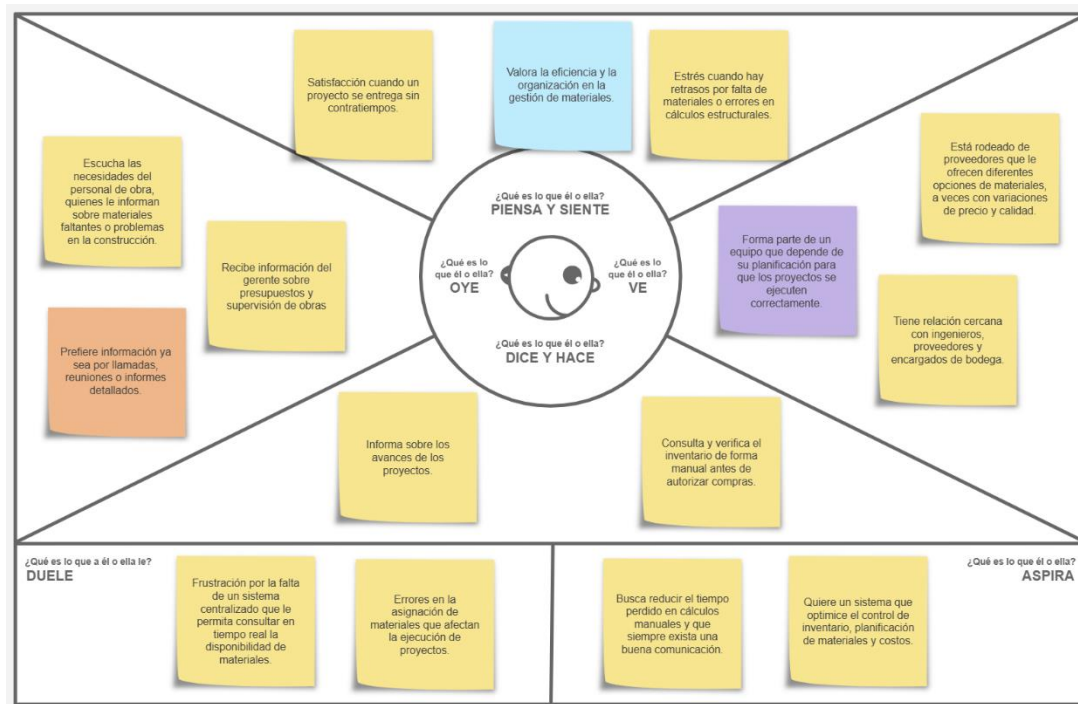 Satisfacción cuando un
proyecto se entrega sin
contratiempos.
Valora la eficiencia y la
organización en la
gestión de materiales.
Estrés cuando hay
retrasos por falta de
materiales o errores en
cálculos estructurales.
Escucha las
necesidades del
personal de obra,
quienes le informan
sobre materiales
faltantes o problemas
en la construcción.
Recibe información del
gerente sobre
presupuestos y
supervisión de obras
Prefiere información ya
sea por llamadas,
reuniones o informes
detallados.
¿Qué es lo que él o ella?
PIENSA Y SIENTE
¿Qué es lo
que él o ella?
OYE
¿Qué es lo
que él o ella?
VE
¿Qué es lo que él o ella?
DICE Y HACE
Está rodeado de
proveedores que le
ofrecen diferentes
opciones de materiales,
a veces con variaciones
de precio y calidad.
Forma parte de un
equipo que depende de
su planificación para
que los proyectos se
ejecuten
correctamente.
Tiene relación cercana
con ingenieros,
proveedores y
encargados de bodega.
Informa sobre los
avances de los
proyectos.
Consulta y verifica el
inventario de forma
manual antes de
autorizar compras.
¿Qué es lo que a él o ella le?
DUELE
Frustración por la falta
de un sistema
centralizado que le
permita consultar en
tiempo real la
disponibilidad de
materiales.
Errores en la
asignación de
materiales que afectan
la ejecución de
proyectos.
¿Qué es lo que él o ella?
ASPIRA
Busca reducir el tiempo
perdido en cálculos
manuales y que
siempre exista una
buena comunicación.
Quiere un sistema que
optimice el control de
inventario, planificación
de materiales y costos.